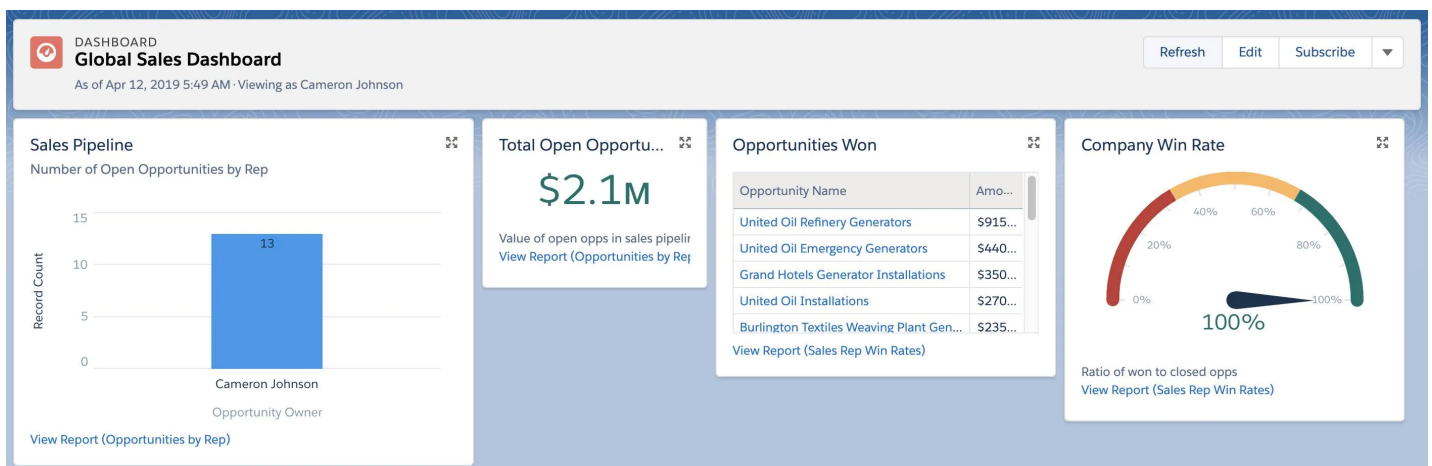 DASHBOARD
Global Sales Dashboard
As of Apr 12, 2019 5:49 AM · Viewing as Cameron Johnson
Refresh
Edit
Subscribe
Sales Pipeline
Number of Open Opportunities by Rep
Record Count
15
10
5
0
13
Cameron Johnson
Opportunity Owner
View Report (Opportunities by Rep)
Total Open Opportu...
$2.1M
Value of open opps in sales pipelin
View Report (Opportunities by Rep
Opportunities Won
Opportunity Name Amo...
United Oil Refinery Generators $915...
United Oil Emergency Generators $440...
Grand Hotels Generator Installations $350...
United Oil Installations $270...
Burlington Textiles Weaving Plant Gen... $235...
View Report (Sales Rep Win Rates)
Company Win Rate
0%
20%
40%
60%
80%
100%
100%
Ratio of won to closed opps
View Report (Sales Rep Win Rates)